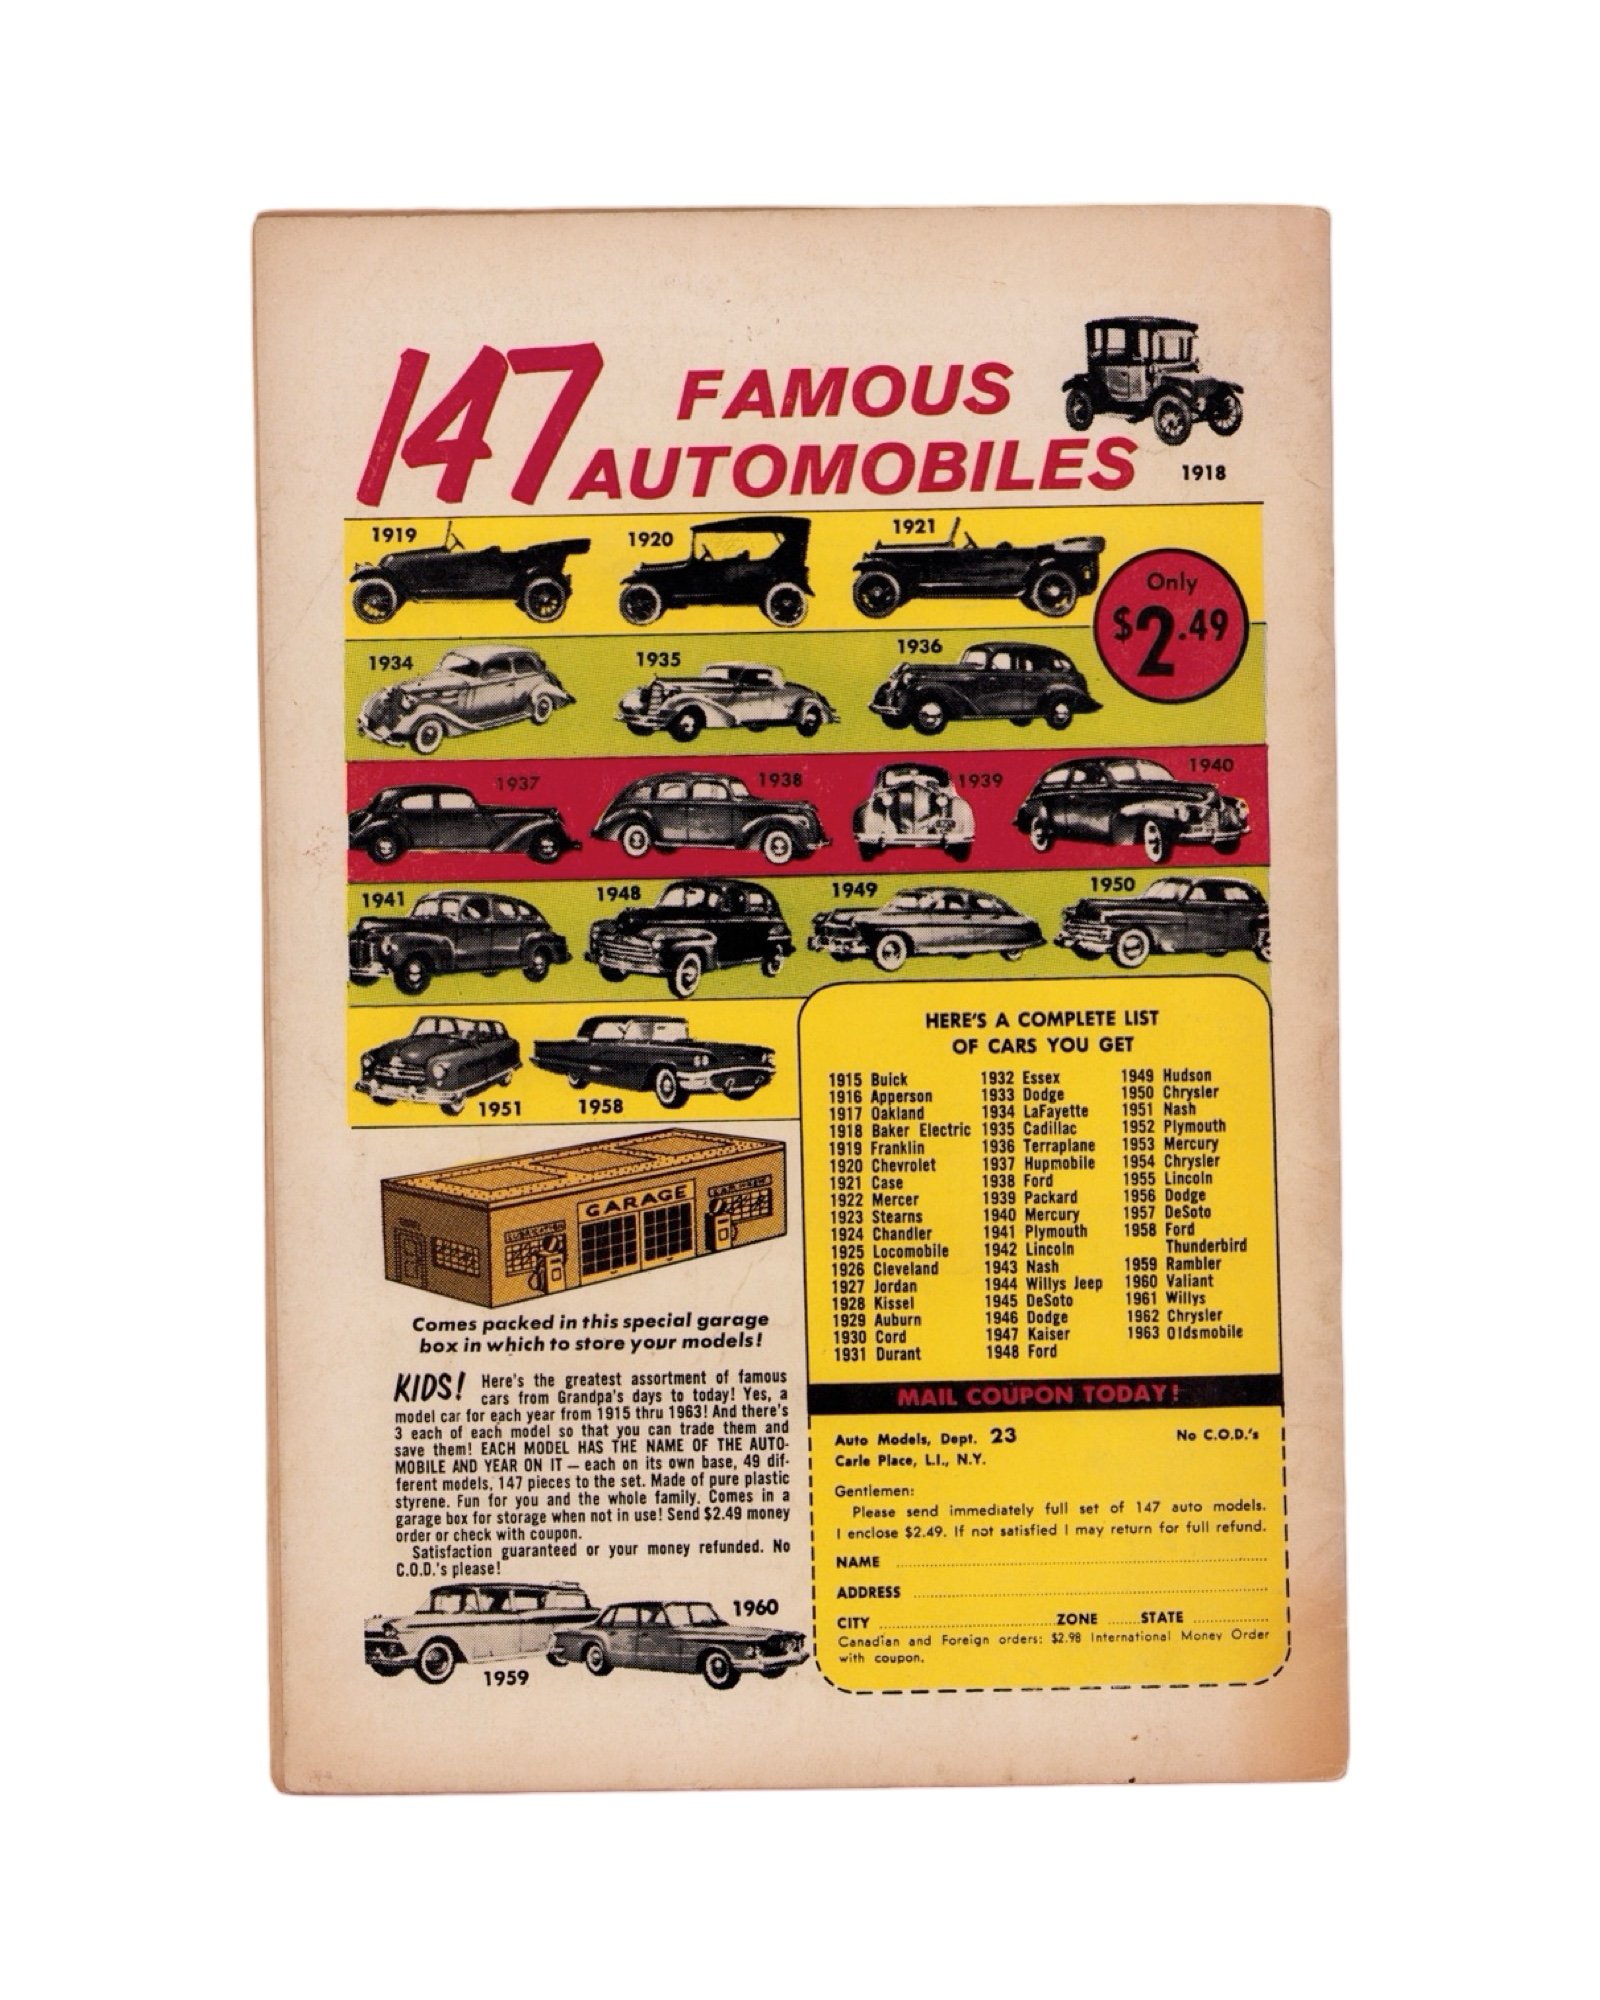 147 FAMOUS
AUTOMOBILES
1918
1919
1920
1921
Only
$2.49
1934
1935
1936
1937
1938
1939
1940
1941
1948
1949
1950
1951
1958
GARAGE
Comes packed in this special garage
box in which to store your models!
KIDS! Here's the greatest assortment of famous
cars from Grandpa's days to today! Yes, a
model car for each year from 1915 thru 1963! And there's
3 each of each model so that you can trade them and
save them! EACH MODEL HAS THE NAME OF THE AUTO-
MOBILE AND YEAR ON IT — each on its own base, 49 dif-
ferent models, 147 pieces to the set. Made of pure plastic
styrene. Fun for you and the whole family. Comes in a
garage box for storage when not in use! Send $2.49 money
order or check with coupon.
Satisfaction guaranteed or your money refunded. No
C.O.D.'s please!
1959
1960
HERE'S A COMPLETE LIST
OF CARS YOU GET
1915 Buick
1916 Apperson
1917 Oakland
1918 Baker Electric
1919 Franklin
1920 Chevrolet
1921 Case
1922 Mercer
1923 Stearns
1924 Chandler
1925 Locomobile
1926 Cleveland
1927 Jordan
1928 Kissel
1929 Auburn
1930 Cord
1931 Durant
1932 Essex
1933 Dodge
1934 LaFayette
1935 Cadillac
1936 Terraplane
1937 Hupmobile
1938 Ford
1939 Packard
1940 Mercury
1941 Plymouth
1942 Lincoln
1943 Nash
1944 Willys Jeep
1945 DeSoto
1946 Dodge
1947 Kaiser
1948 Ford
1949 Hudson
1950 Chrysler
1951 Nash
1952 Plymouth
1953 Mercury
1954 Chrysler
1955 Lincoln
1956 Dodge
1957 DeSoto
1958 Ford
Thunderbird
1959 Rambler
1960 Valiant
1961 Willys
1962 Chrysler
1963 Oldsmobile
MAIL COUPON TODAY!
Auto Models, Dept. 23 No C.O.D.'s
Carle Place, L.I., N.Y.
Gentlemen:
Please send immediately full set of 147 auto models.
I enclose $2.49. If not satisfied I may return for full refund.
NAME
ADDRESS
CITY ZONE STATE
Canadian and Foreign orders: $2.98 International Money Order
with coupon.